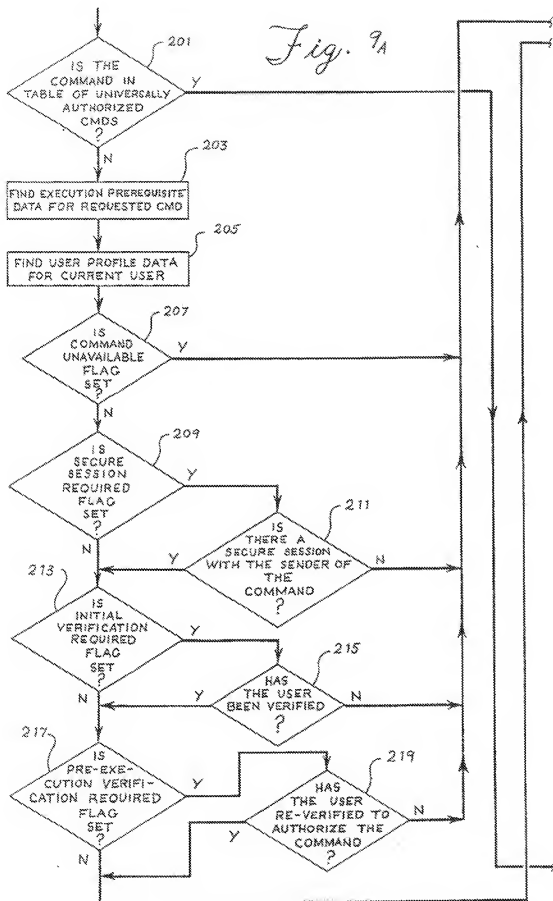 Fig. 9A
201
IS THE
COMMAND IN
TABLE OF UNIVERSALLY
AUTHORIZED
CMDS
?
Y
N
203
FIND EXECUTION PREREQUISITE
DATA FOR REQUESTED CMD
205
FIND USER PROFILE DATA
FOR CURRENT USER
207
IS
COMMAND
UNAVAILABLE
FLAG
SET
?
Y
N
209
IS
SECURE
SESSION
REQUIRED
FLAG
SET
?
Y
N
211
IS
THERE A
SECURE SESSION
WITH THE SENDER OF
THE
COMMAND
?
Y
N
213
IS
INITIAL
VERIFICATION
REQUIRED
FLAG
SET
?
Y
N
215
HAS
THE USER
BEEN VERIFIED
?
Y
N
217
IS
PRE-EXE-
CUTION VERIFI-
CATION REQUIRED
FLAG
SET
?
Y
N
219
HAS
THE USER
RE-VERIFIED TO
AUTHORIZE THE
COMMAND
?
Y
N